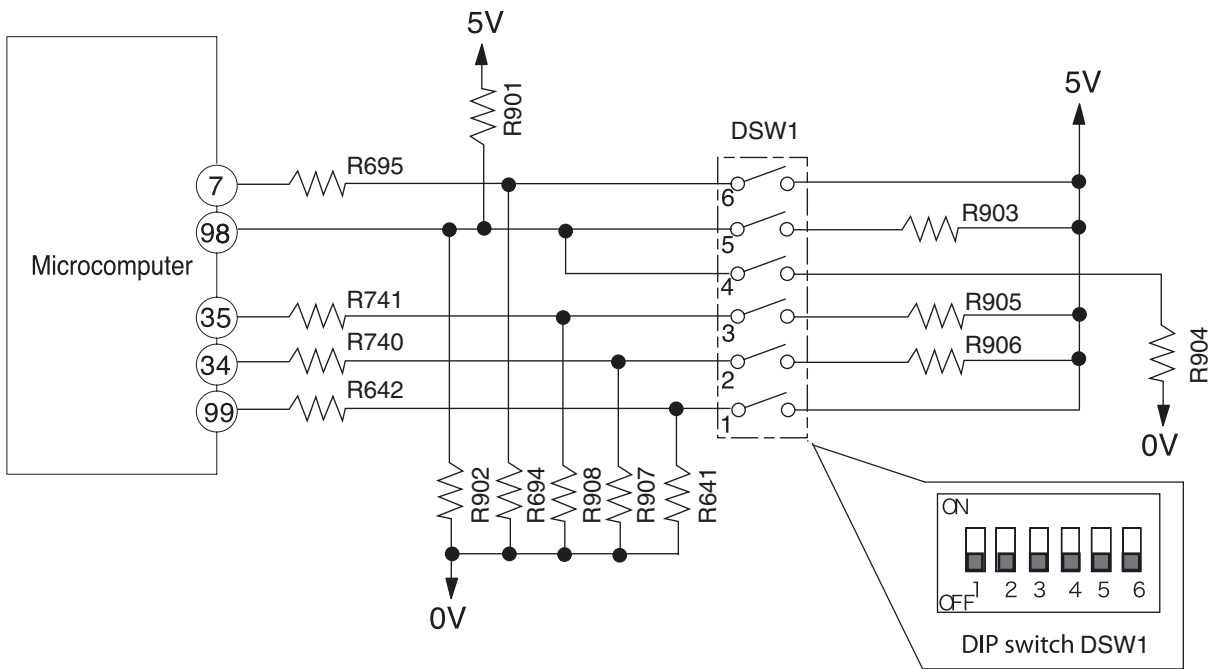 5V
R901
5V
DSW1
R695
7
6
R903
98
5
Microcomputer
4
R741
35
3
R905
R740
34
2
R906
R904
R642
99
1
0V
R902
R694
R908
R907
R641
0V
ON
1 2 3 4 5 6
OFF
DIP switch DSW1